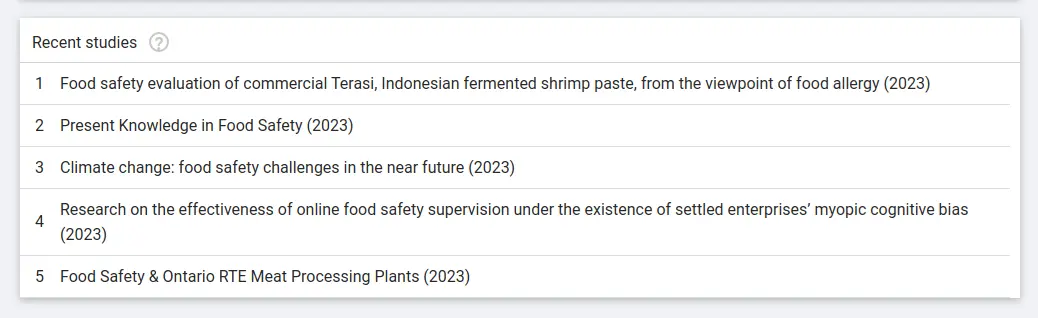 Recent studies ?
1 Food safety evaluation of commercial Terasi, Indonesian fermented shrimp paste, from the viewpoint of food allergy (2023)
2 Present Knowledge in Food Safety (2023)
3 Climate change: food safety challenges in the near future (2023)
4 Research on the effectiveness of online food safety supervision under the existence of settled enterprises’ myopic cognitive bias
(2023)
5 Food Safety & Ontario RTE Meat Processing Plants (2023)